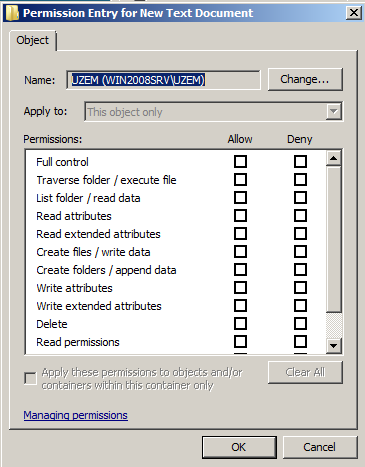 Permission Entry for New Text Document
Object
Name: UZEM (WIN2008SRV\UZEM) Change...
Apply to: This object only
Permissions: Allow Deny
Full control
Traverse folder / execute file
List folder / read data
Read attributes
Read extended attributes
Create files / write data
Create folders / append data
Write attributes
Write extended attributes
Delete
Read permissions
Apply these permissions to objects and/or Clear All
containers within this container only
Managing permissions
OK Cancel